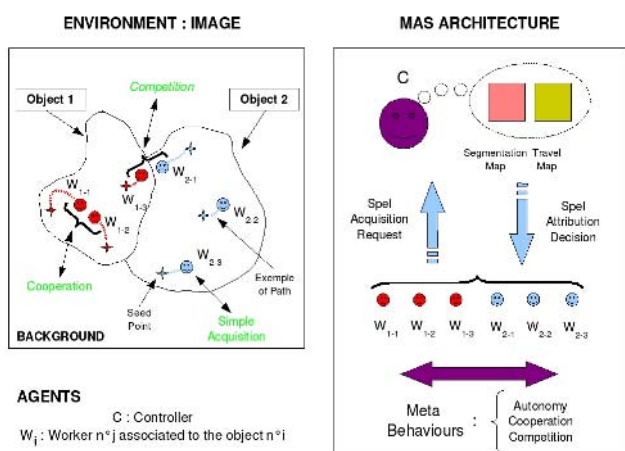 ENVIRONMENT : IMAGE
Competition
Object 1
Object 2
W1-1
W1-2
W1-3
W2-1
W2-2
W2-3
Cooperation
Seed
Point
Exemple
of Path
Simple
Acquisition
BACKGROUND
AGENTS
C : Controller
Wi : Worker n°j associated to the object n°i
MAS ARCHITECTURE
C
Segmentation
Map
Travel
Map
Spel
Acquisition
Request
Spel
Attribution
Decision
W1-1 W1-2 W1-3 W2-1 W2-2 W2-3
Meta
Behaviours :
Autonomy
Cooperation
Competition